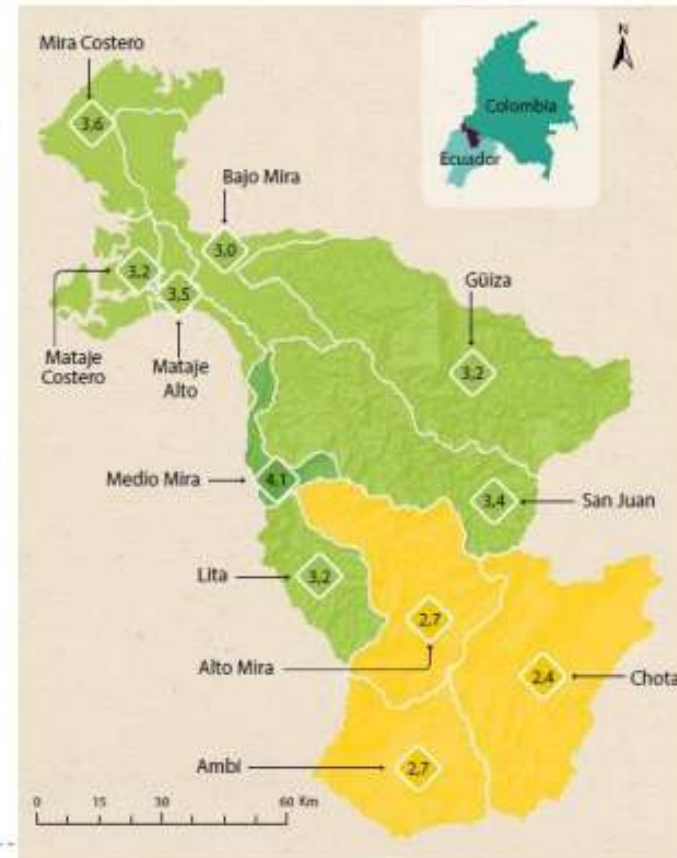 Mira Costero
3,6
N
Colombia
Ecuador
Bajo Mira
3,0
3,2
3,5
Güiza
3,2
Mataje
Costero
Mataje
Alto
Medio Mira
4,1
3,4
San Juan
Lita
3,2
2,7
Alto Mira
2,4
Chota
Ambi
2,7
0 15 30 60 Km